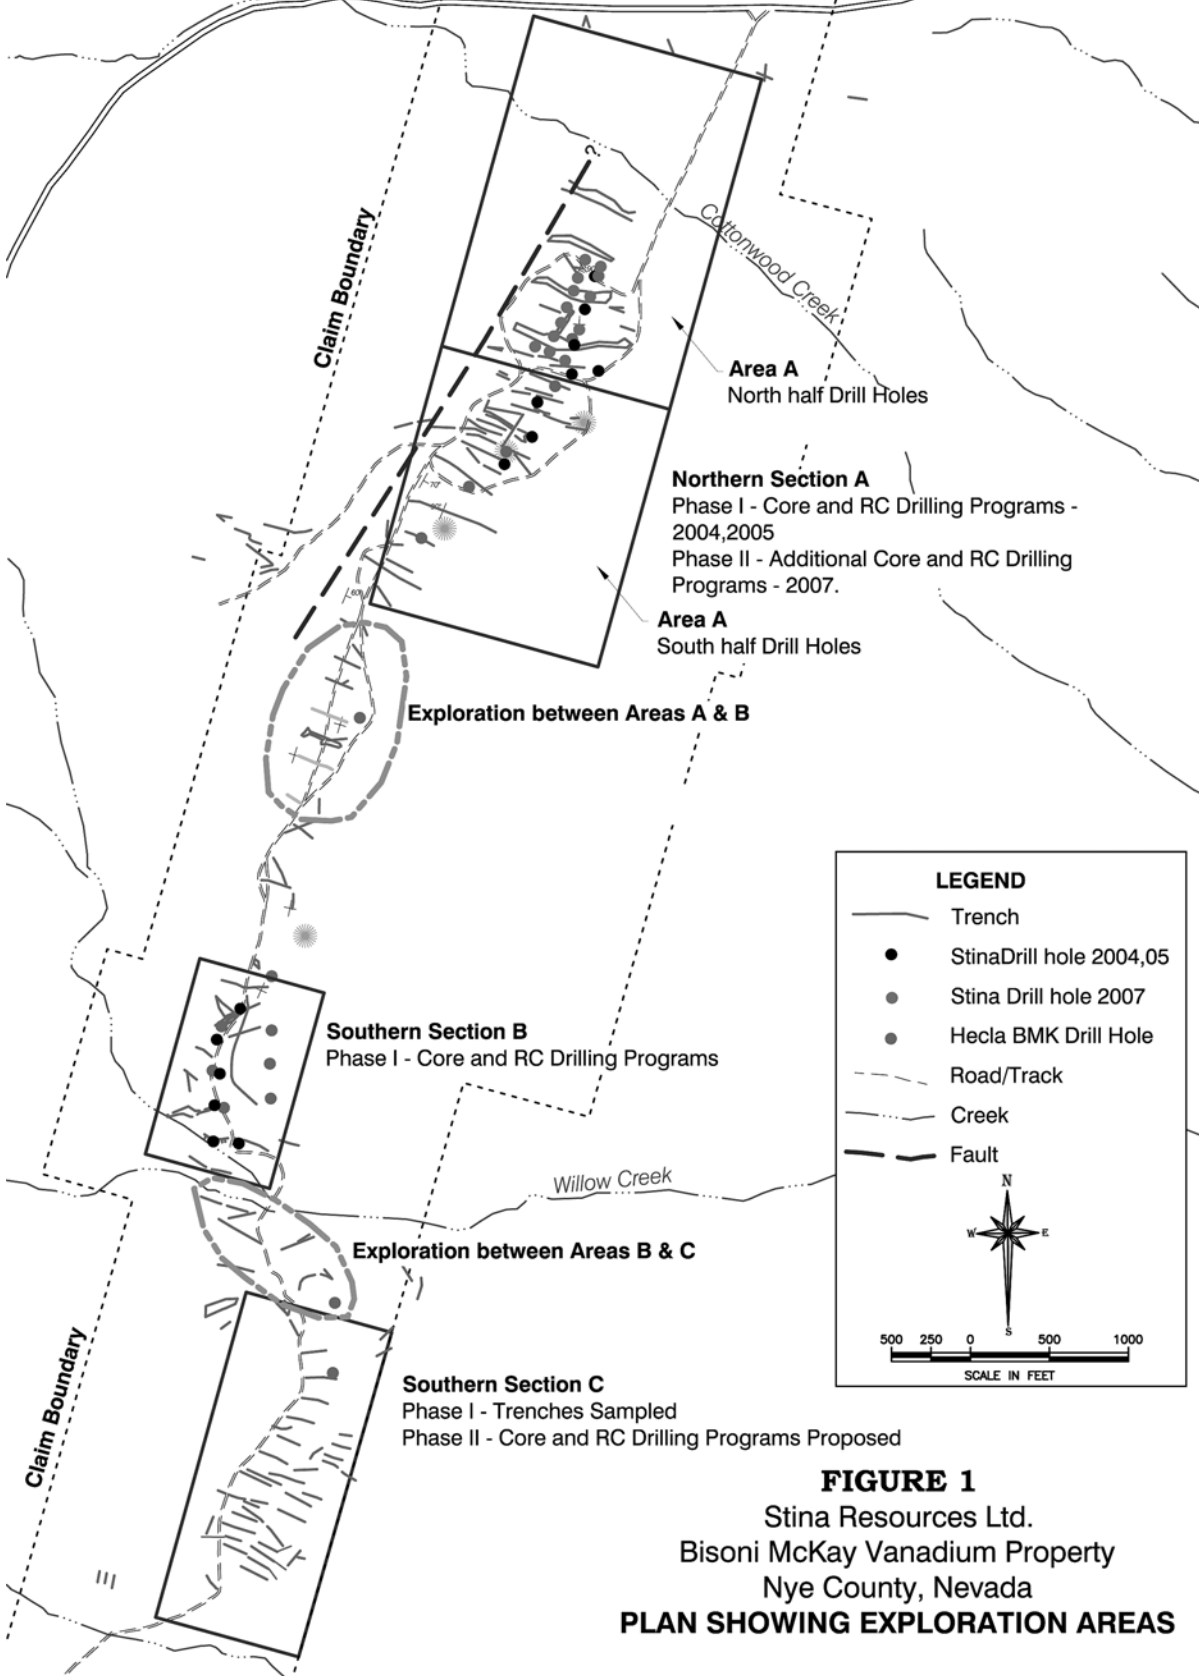 ?
Claim Boundary
Cottonwood Creek
Area A
North half Drill Holes
Northern Section A
Phase I - Core and RC Drilling Programs -
2004,2005
Phase II - Additional Core and RC Drilling
Programs - 2007.
Area A
South half Drill Holes
70
60
Exploration between Areas A & B
LEGEND
Trench
StinaDrill hole 2004,05
Stina Drill hole 2007
Hecla BMK Drill Hole
Road/Track
Creek
Fault
N
W
E
S
500 250 0 500 1000
SCALE IN FEET
Southern Section B
Phase I - Core and RC Drilling Programs
Willow Creek
Exploration between Areas B & C
Claim Boundary
Southern Section C
Phase I - Trenches Sampled
Phase II - Core and RC Drilling Programs Proposed
FIGURE 1
Stina Resources Ltd.
Bisoni McKay Vanadium Property
Nye County, Nevada
PLAN SHOWING EXPLORATION AREAS